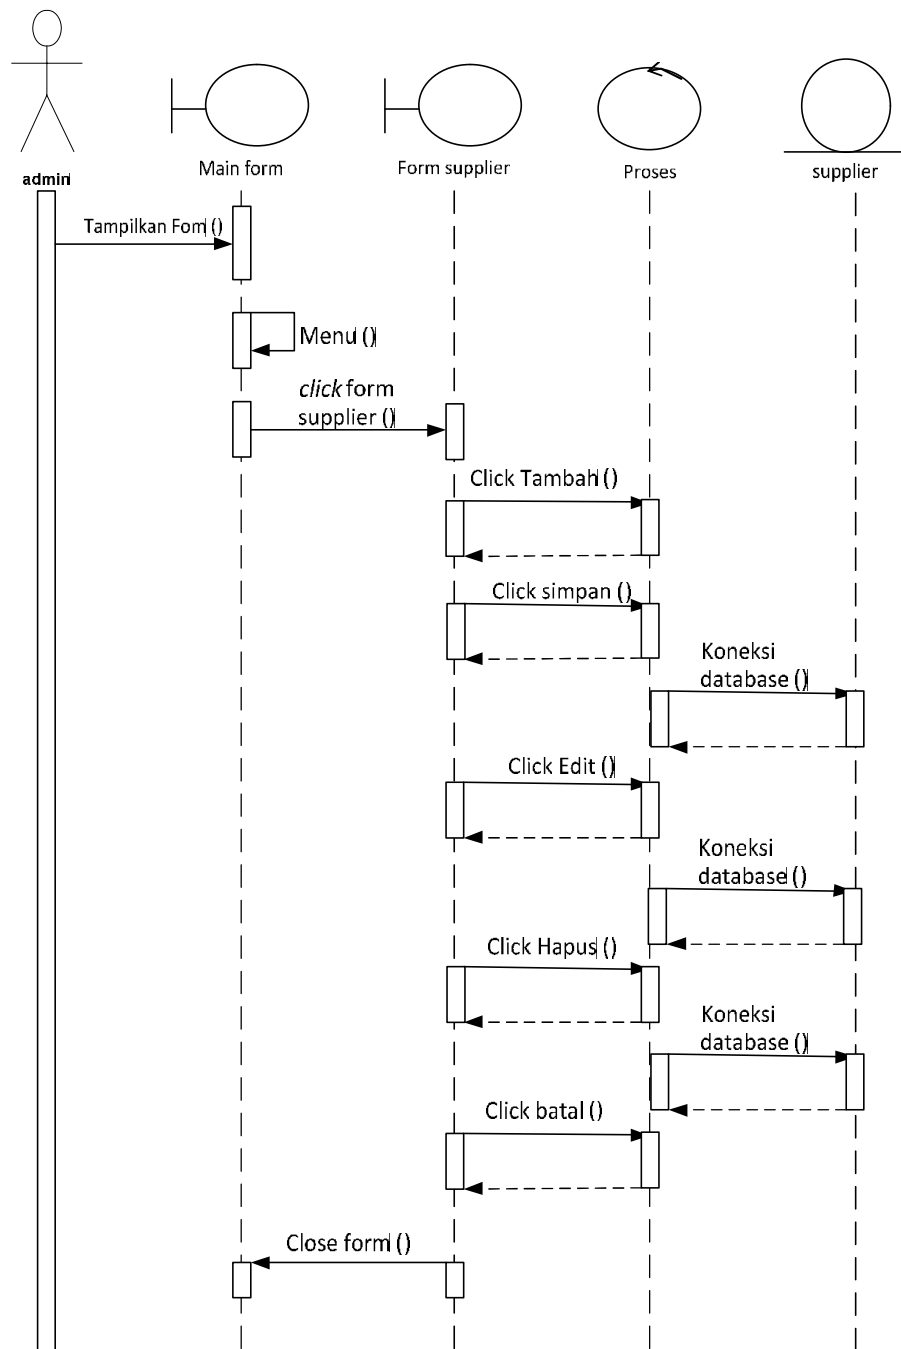 admin
Main form
Form supplier
Proses
supplier
Tampilkan Fom ()
Menu ()
click form
supplier ()
Click Tambah ()
Click simpan ()
Koneksi
database ()
Click Edit ()
Koneksi
database ()
Click Hapus ()
Koneksi
database ()
Click batal ()
Close form ()